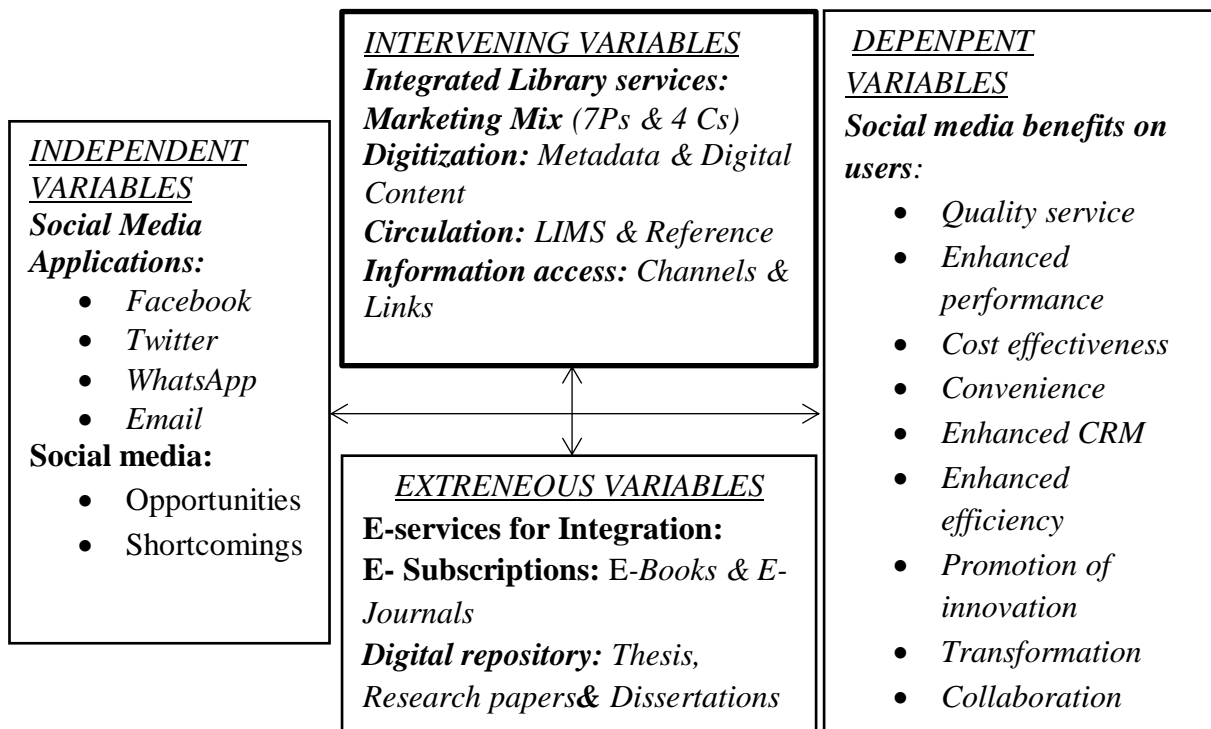 INDEPENDENT
VARIABLES
Social Media
Applications:
• Facebook
• Twitter
• WhatsApp
• Email
Social media:
• Opportunities
• Shortcomings
INTERVENING VARIABLES
Integrated Library services:
Marketing Mix (7Ps & 4 Cs)
Digitization: Metadata & Digital
Content
Circulation: LIMS & Reference
Information access: Channels &
Links
EXTRENEOUS VARIABLES
E-services for Integration:
E- Subscriptions: E-Books & E-
Journals
Digital repository: Thesis,
Research papers& Dissertations
DEPENPENT
VARIABLES
Social media benefits on
users:
• Quality service
• Enhanced
performance
• Cost effectiveness
• Convenience
• Enhanced CRM
• Enhanced
efficiency
• Promotion of
innovation
• Transformation
• Collaboration